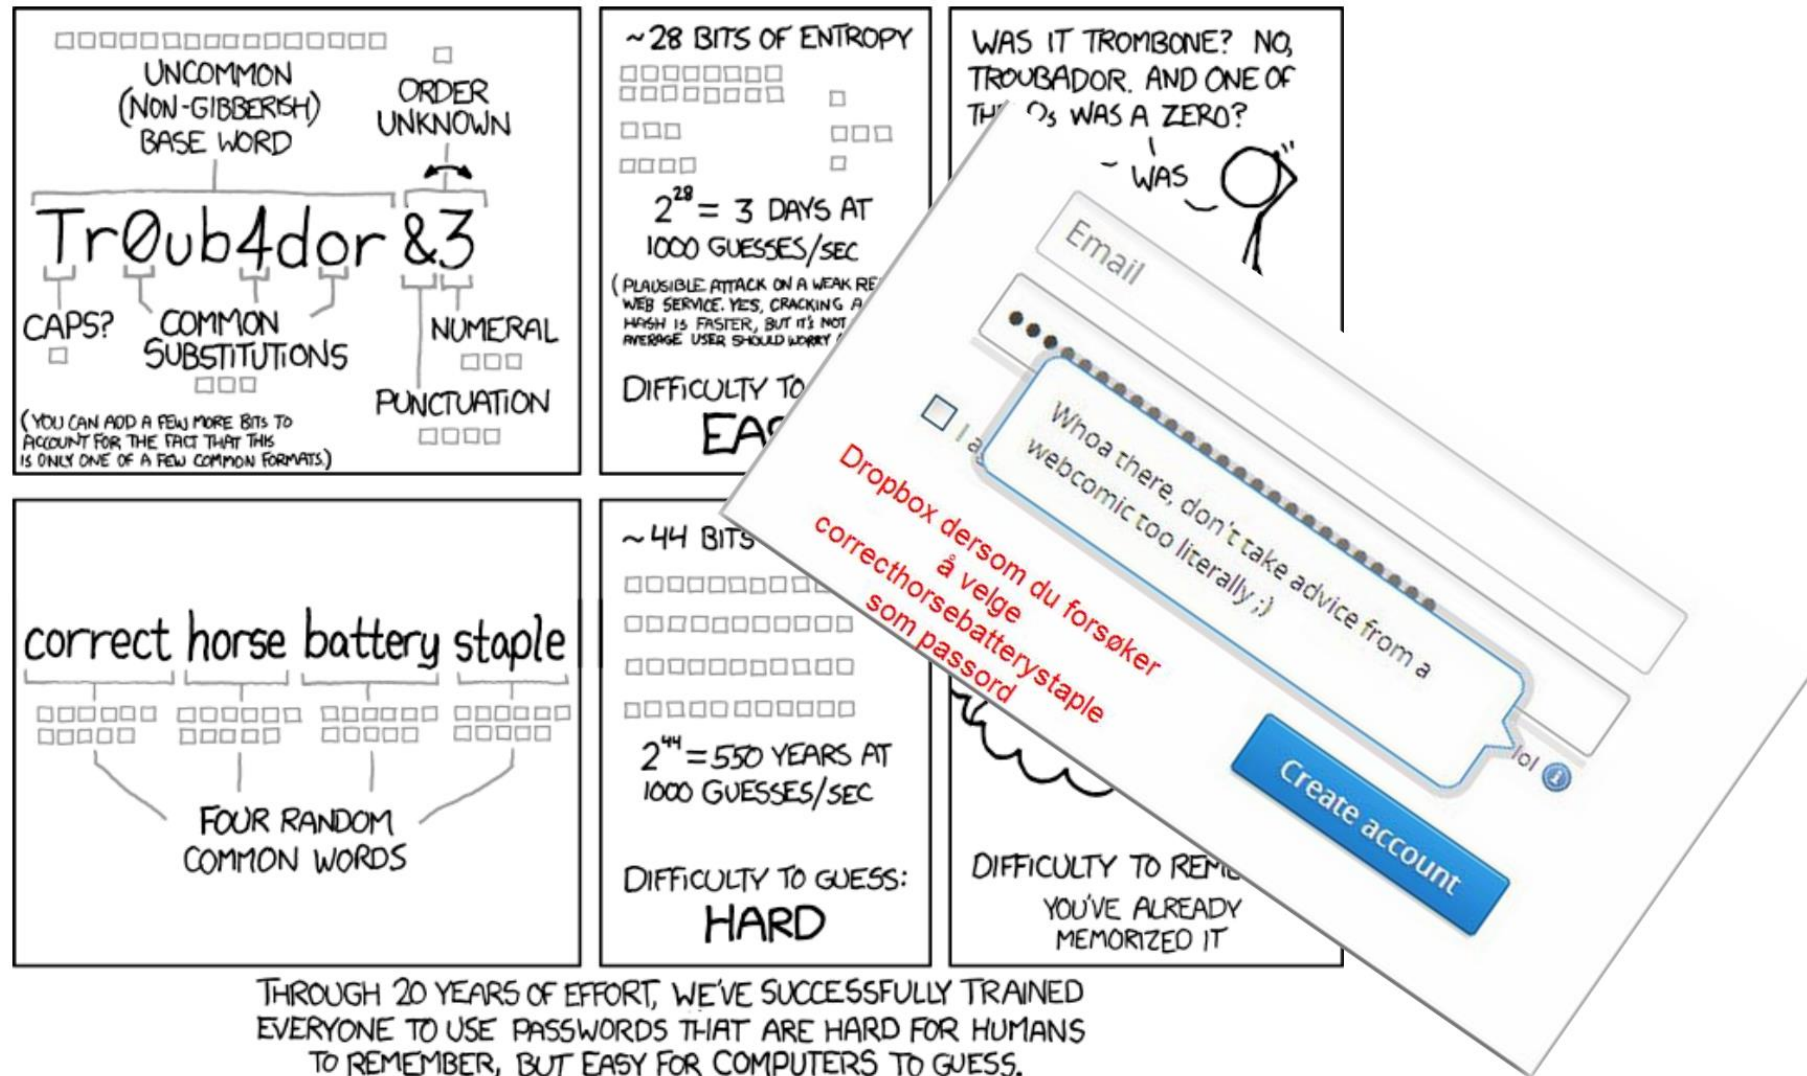 UNCOMMON
(NON-GIBBERISH)
BASE WORD
ORDER
UNKNOWN
Tr0ub4dor &3
CAPS?
COMMON
SUBSTITUTIONS
NUMERAL
PUNCTUATION
(YOU CAN ADD A FEW MORE BITS TO
ACCOUNT FOR THE FACT THAT THIS
IS ONLY ONE OF A FEW COMMON FORMATS.)
~28 BITS OF ENTROPY
2^28 = 3 DAYS AT
1000 GUESSES/SEC
(PLAUSIBLE ATTACK ON A WEAK RE
WEB SERVICE. YES, CRACKING A
HASH IS FASTER, BUT IT'S NOT
AVERAGE USER SHOULD WORRY
DIFFICULTY TO
EAS
WAS IT TROMBONE? NO,
TROUBADOR. AND ONE OF
TH Os WAS A ZERO?
WAS
Email
Whoa there, don't take advice from a
webcomic too literally ;)
I a
lol
Create account
Dropbox dersom du forsøker
å velge
correcthorsebatterystaple
som passord
correct horse battery staple
FOUR RANDOM
COMMON WORDS
~44 BITS
2^44 = 550 YEARS AT
1000 GUESSES/SEC
DIFFICULTY TO GUESS:
HARD
DIFFICULTY TO REM
YOU'VE ALREADY
MEMORIZED IT
THROUGH 20 YEARS OF EFFORT, WE'VE SUCCESSFULLY TRAINED
EVERYONE TO USE PASSWORDS THAT ARE HARD FOR HUMANS
TO REMEMBER, BUT EASY FOR COMPUTERS TO GUESS.